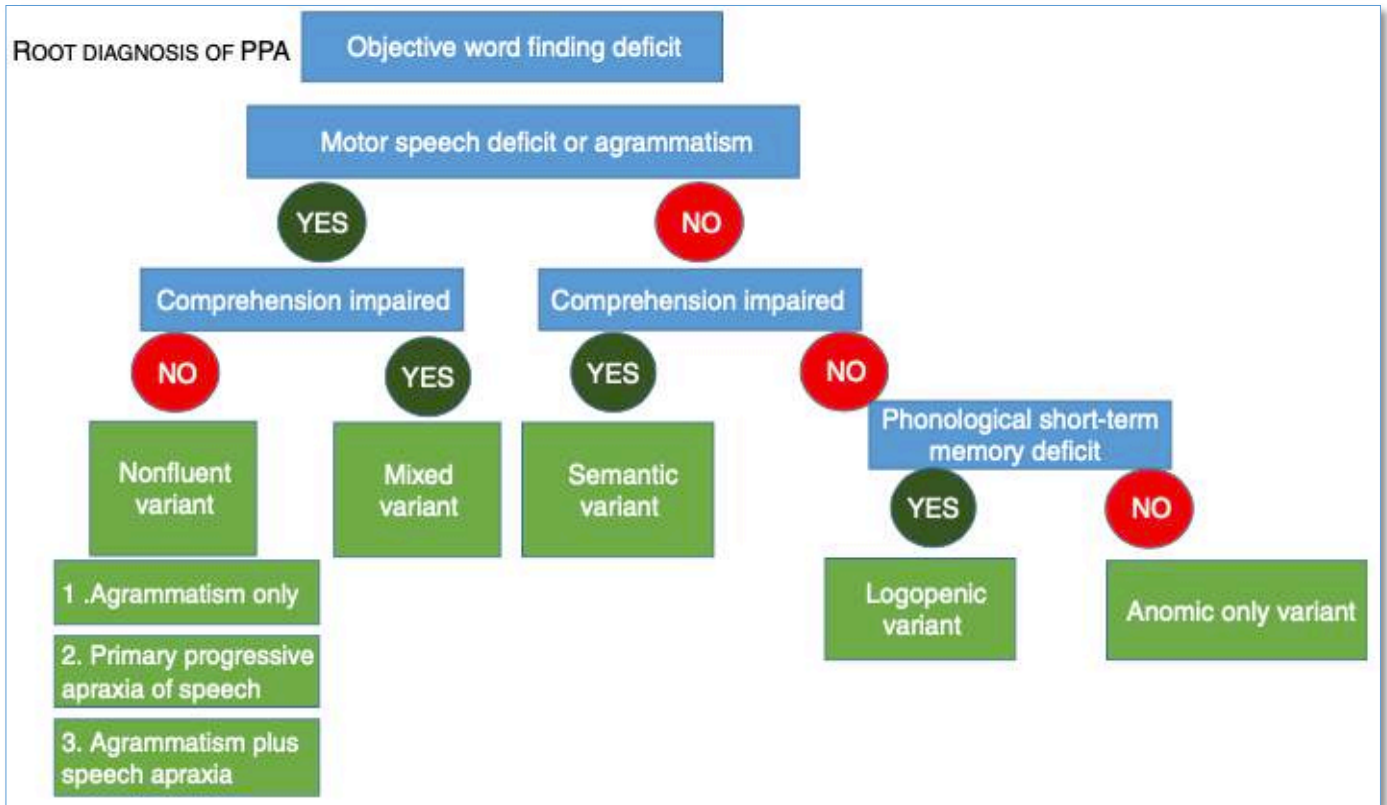 ROOT DIAGNOSIS OF PPA
Objective word finding deficit
Motor speech deficit or agrammatism
YES
NO
Comprehension impaired
Comprehension impaired
NO
YES
YES
NO
Phonological short-term
memory deficit
Nonfluent
variant
Mixed
variant
Semantic
variant
YES
NO
1 .Agrammatism only
2. Primary progressive
apraxia of speech
3. Agrammatism plus
speech apraxia
Logopenic
variant
Anomic only variant